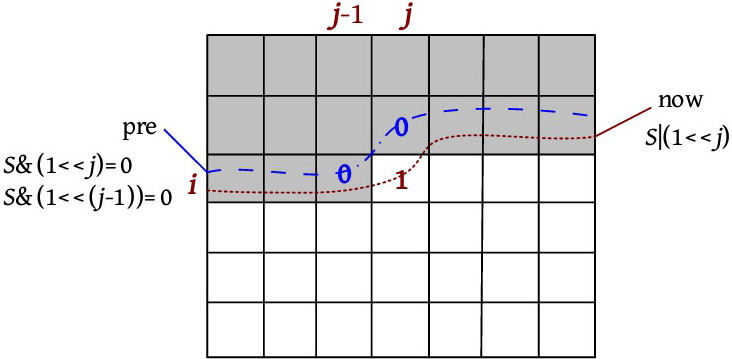 j-1 j
now
0
pre
S|(1<<j)
S&(1<<j)=0
0
i
1
S&(1<<(j-1))=0